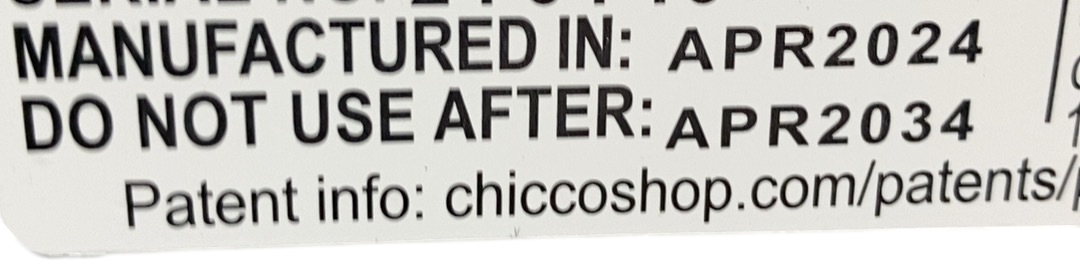 MANUFACTURED IN: APR2024
DO NOT USE AFTER: APR2034
Patent info: chiccoshop.com/patents/